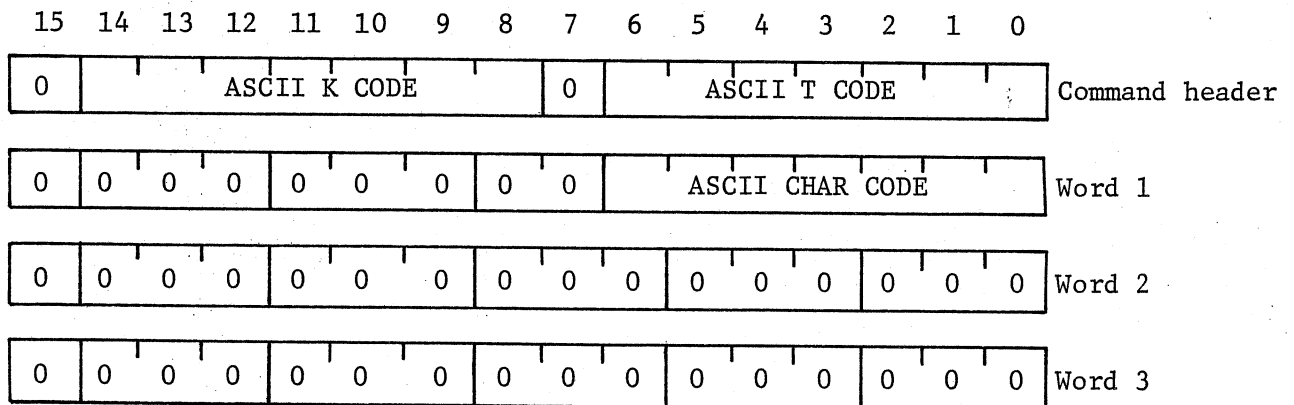 15 14 13 12 11 10 9 8 7 6 5 4 3 2 1 0
0 ASCII K CODE 0 ASCII T CODE Command header
0 0 0 0 0 0 0 0 0 ASCII CHAR CODE Word 1
0 0 0 0 0 0 0 0 0 0 0 0 0 0 0 0 Word 2
0 0 0 0 0 0 0 0 0 0 0 0 0 0 0 0 Word 3